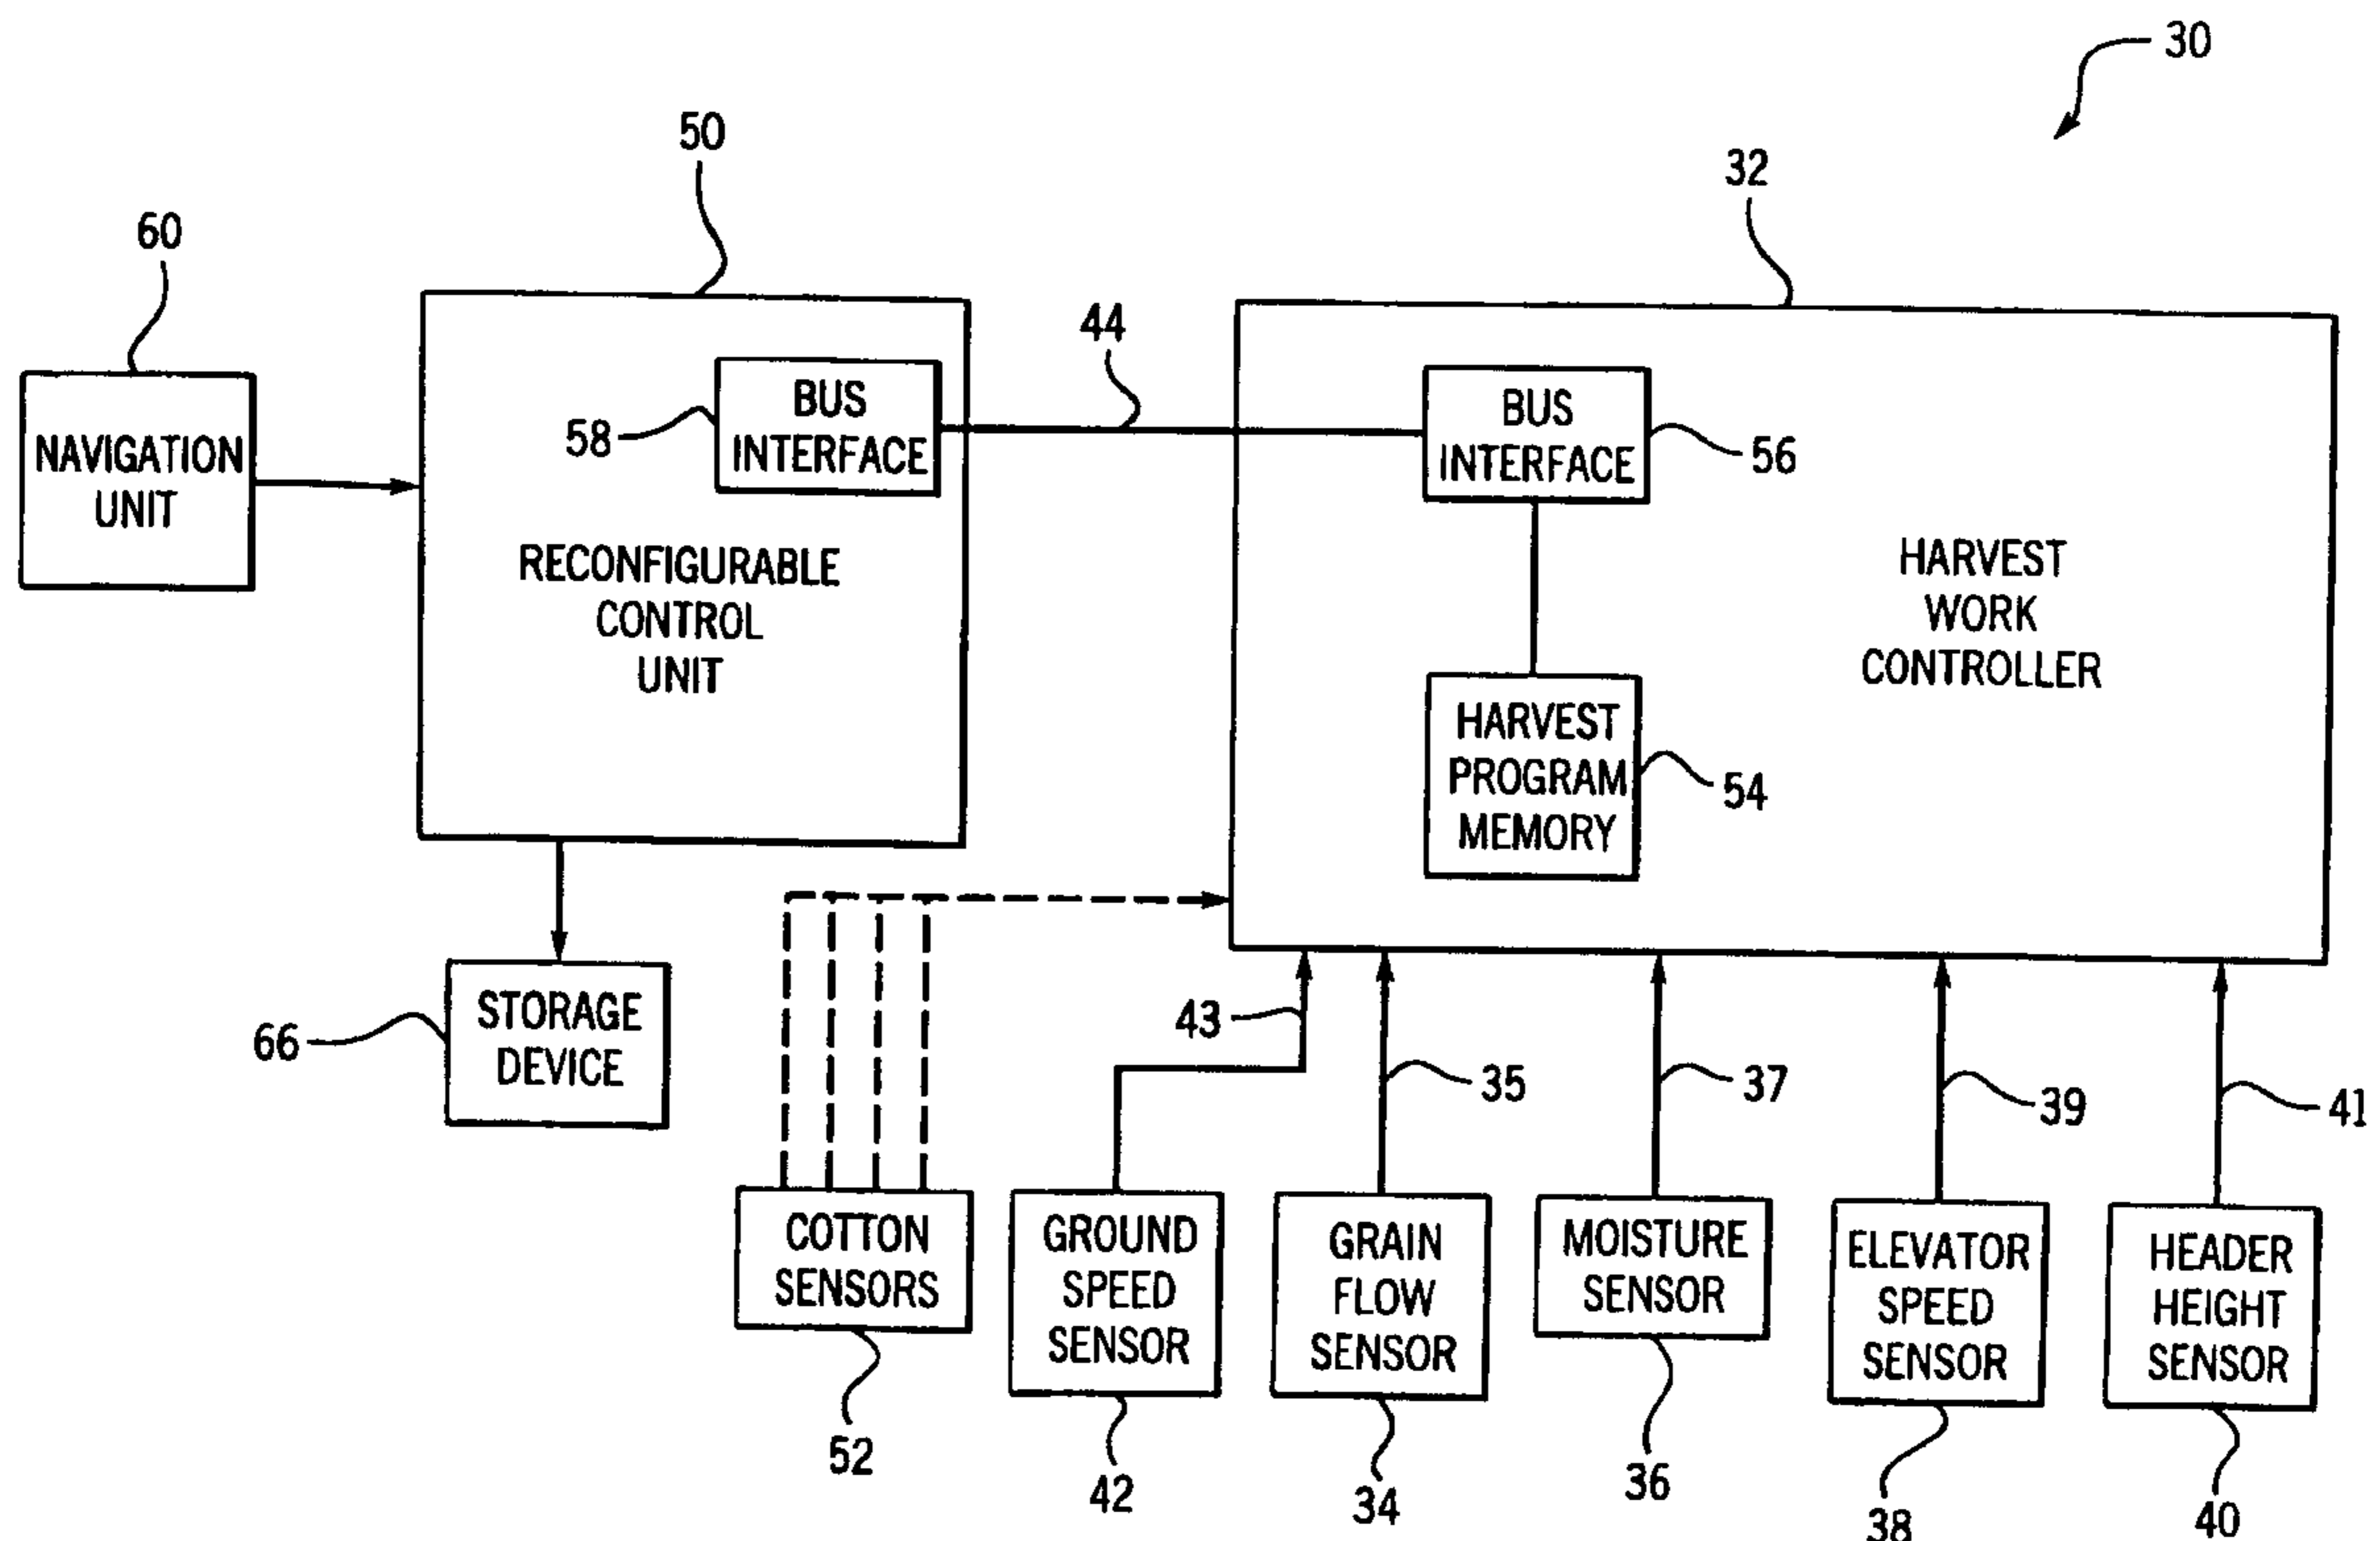 30
50
32
60
44
BUS
INTERFACE
58
BUS
INTERFACE
56
NAVIGATION
UNIT
RECONFIGURABLE
CONTROL
UNIT
HARVEST
WORK
CONTROLLER
HARVEST
PROGRAM
MEMORY
54
STORAGE
DEVICE
66
43
35
37
39
41
COTTON
SENSORS
GROUND
SPEED
SENSOR
GRAIN
FLOW
SENSOR
MOISTURE
SENSOR
ELEVATOR
SPEED
SENSOR
HEADER
HEIGHT
SENSOR
52
42
34
36
38
40